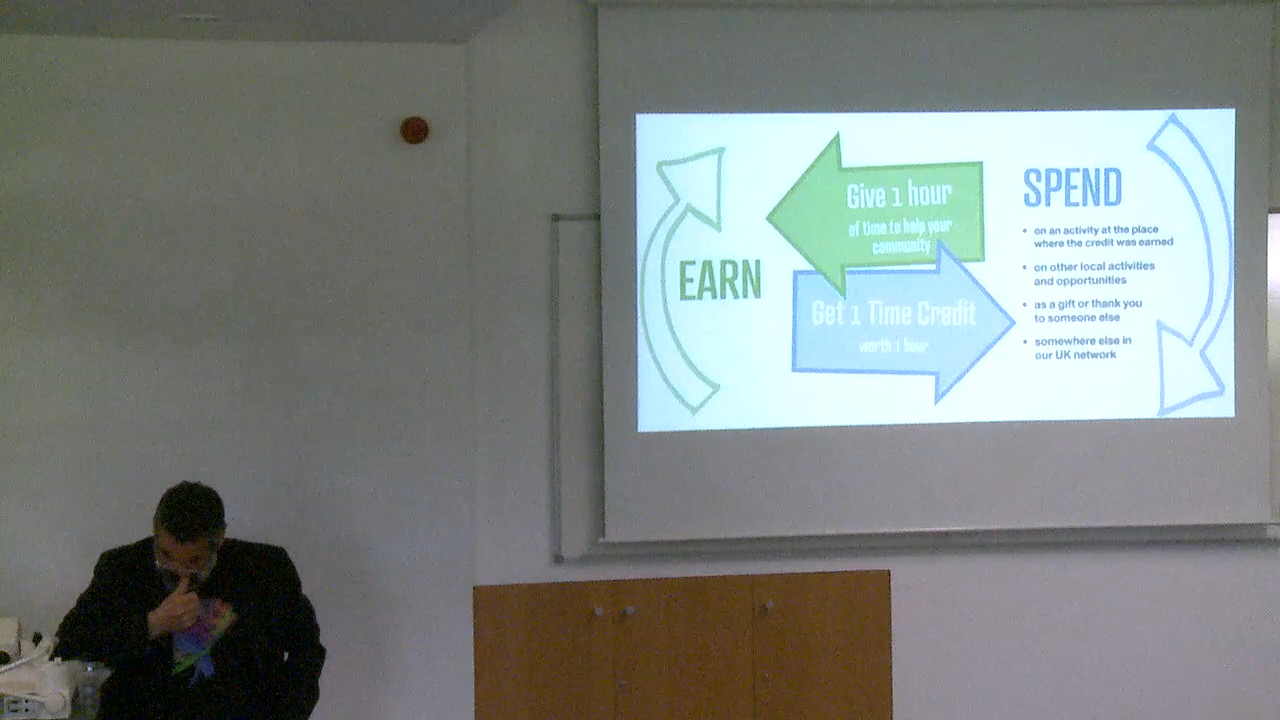 EARN
Give 1 hour
of time to help your
community
Get 1 Time Credit
worth 1 hour
SPEND
• on an activity at the place
where the credit was earned
• on other local activities
and opportunities
• as a gift or thank you
to someone else
• somewhere else in
our UK network